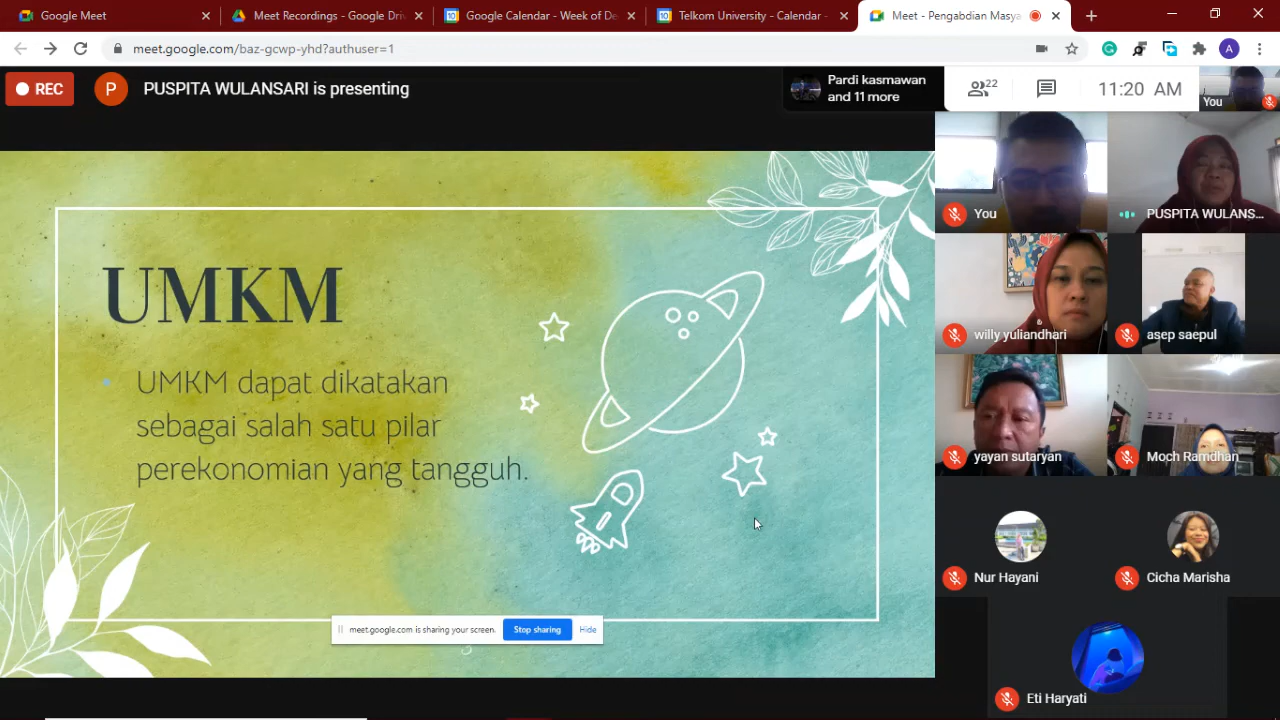 Google Meet
Meet Recordings - Google Driv
Google Calendar - Week of De
Telkom University - Calendar -
Meet - Pengabdian Masya
meet.google.com/baz-gcwp-yhd?authuser=1
A
REC
P
PUSPITA WULANSARI is presenting
Pardi kasmawan
and 11 more
22
11:20 AM
You
You
PUSPITA WULANS...
willy yuliandhari
asep saepul
yayan sutaryan
Moch Ramdhan
Nur Hayani
Cicha Marisha
Eti Haryati
UMKM
UMKM dapat dikatakan
sebagai salah satu pilar
perekonomian yang tangguh.
meet.google.com is sharing your screen.
Stop sharing
Hide